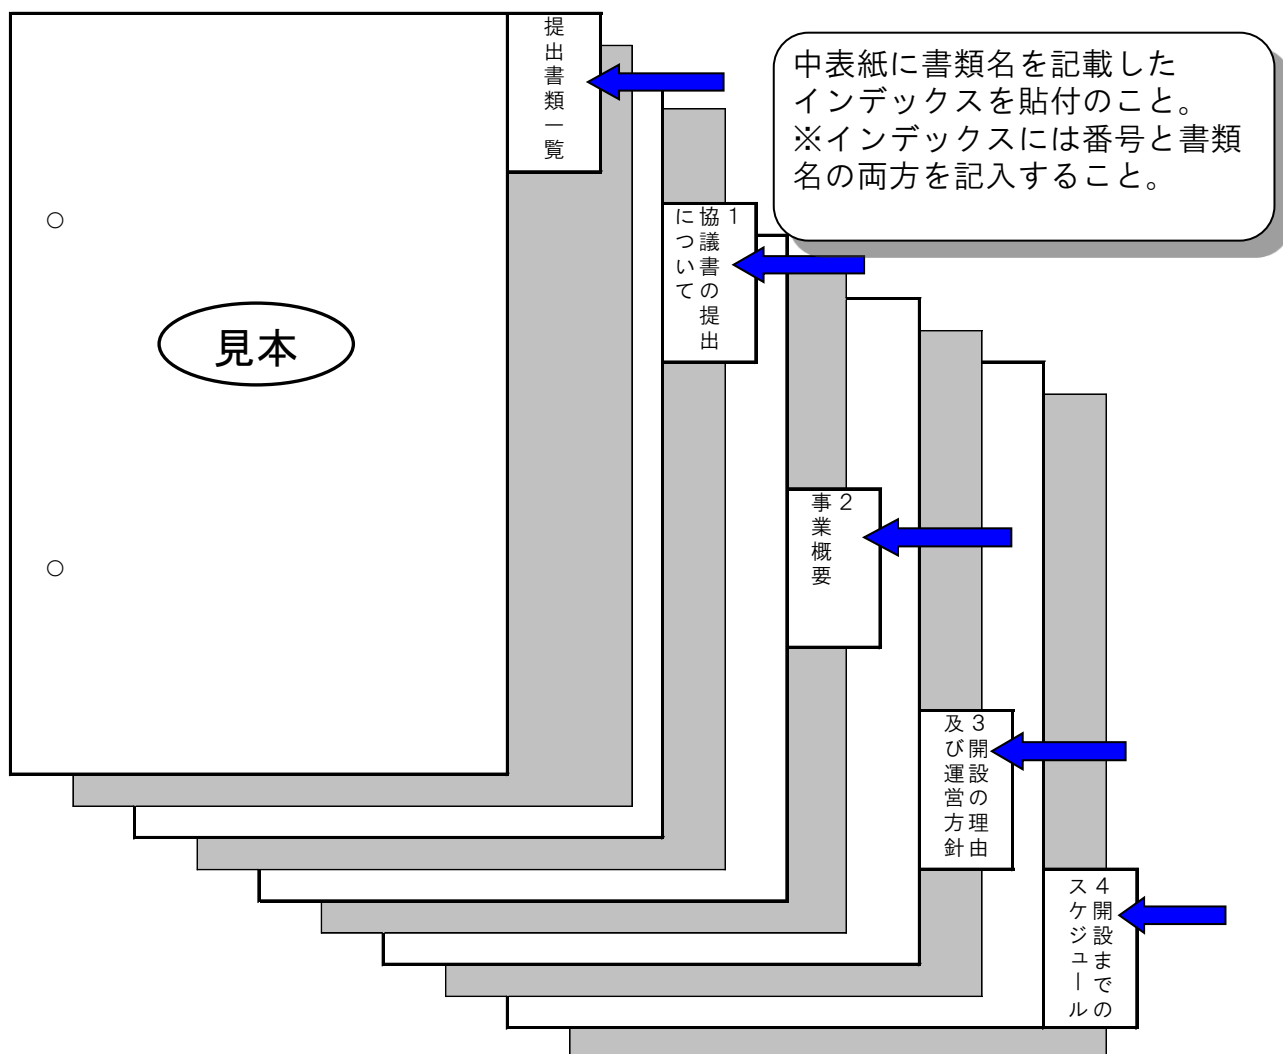 提出書類一覧
中表紙に書類名を記載した
インデックスを貼付のこと。
※インデックスには番号と書類
名の両方を記入すること。
1
協議書の提出
について
見本
2
事業概要
3開設の理由
及び運営方針
4開設までの
スケジュール